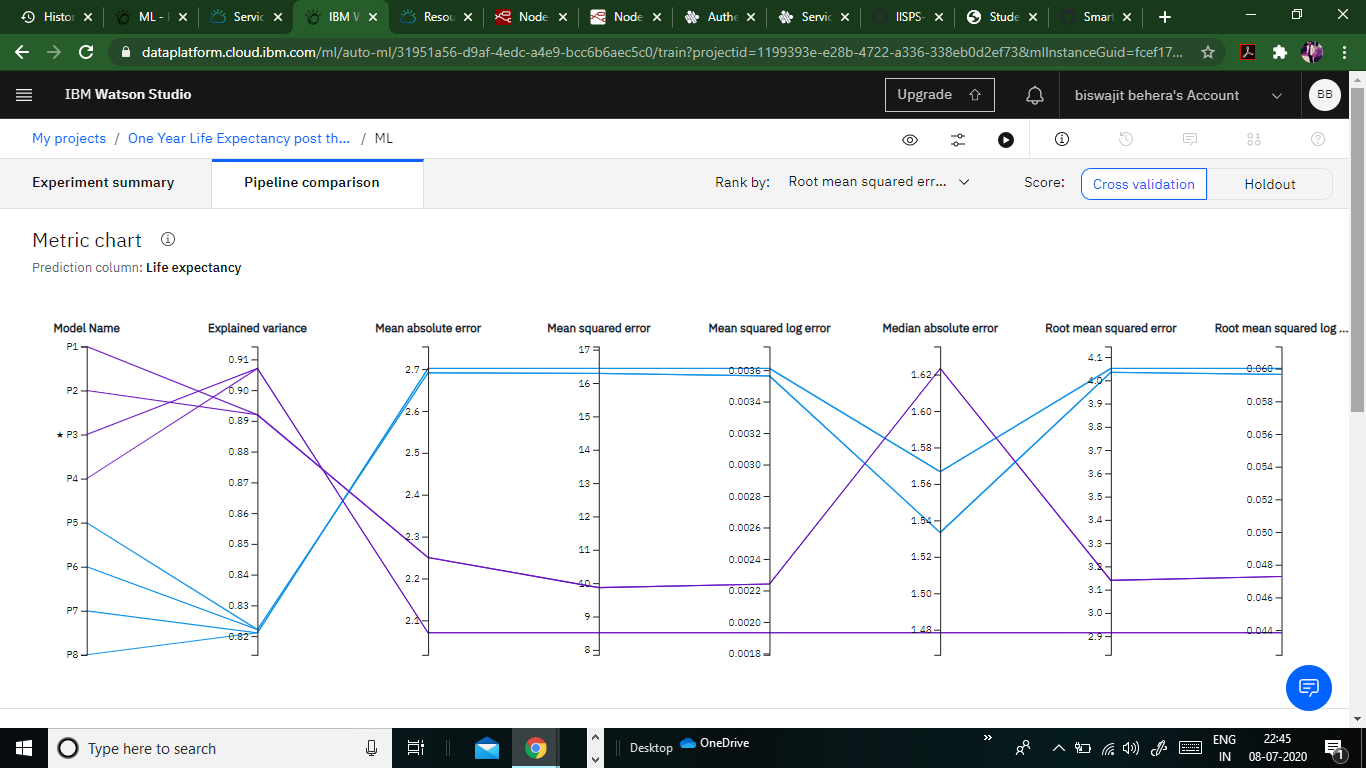 Histor
ML - 
Servic
IBM W
Resou
Node
Node
Authe
Servic
IISPS-
Stude
Smart
dataplatform.cloud.ibm.com/ml/auto-ml/31951a56-d9af-4edc-a4e9-bcc6b6aec5c0/train?projectid=1199393e-e28b-4722-a336-338eb0d2ef73&mlInstanceGuid=fcef17...
IBM Watson Studio
Upgrade
biswajit behera's Account
BB
My projects / One Year Life Expectancy post th... / ML
Experiment summary
Pipeline comparison
Rank by: Root mean squared err...
Score: Cross validation Holdout
Metric chart
Prediction column: Life expectancy
Model Name
P1
P2
★ P3
P4
P5
P6
P7
P8
Explained variance
0.91
0.90
0.89
0.88
0.87
0.86
0.85
0.84
0.83
0.82
Mean absolute error
2.7
2.6
2.5
2.4
2.3
2.2
2.1
Mean squared error
17
16
15
14
13
12
11
10
9
8
Mean squared log error
0.0036
0.0034
0.0032
0.0030
0.0028
0.0026
0.0024
0.0022
0.0020
0.0018
Median absolute error
1.62
1.60
1.58
1.56
1.54
1.52
1.50
1.48
Root mean squared error
4.1
4.0
3.9
3.8
3.7
3.6
3.5
3.4
3.3
3.2
3.1
3.0
2.9
Root mean squared log ...
0.060
0.058
0.056
0.054
0.052
0.050
0.048
0.046
0.044
Type here to search
Desktop
OneDrive
ENG
IN
22:45
08-07-2020
1